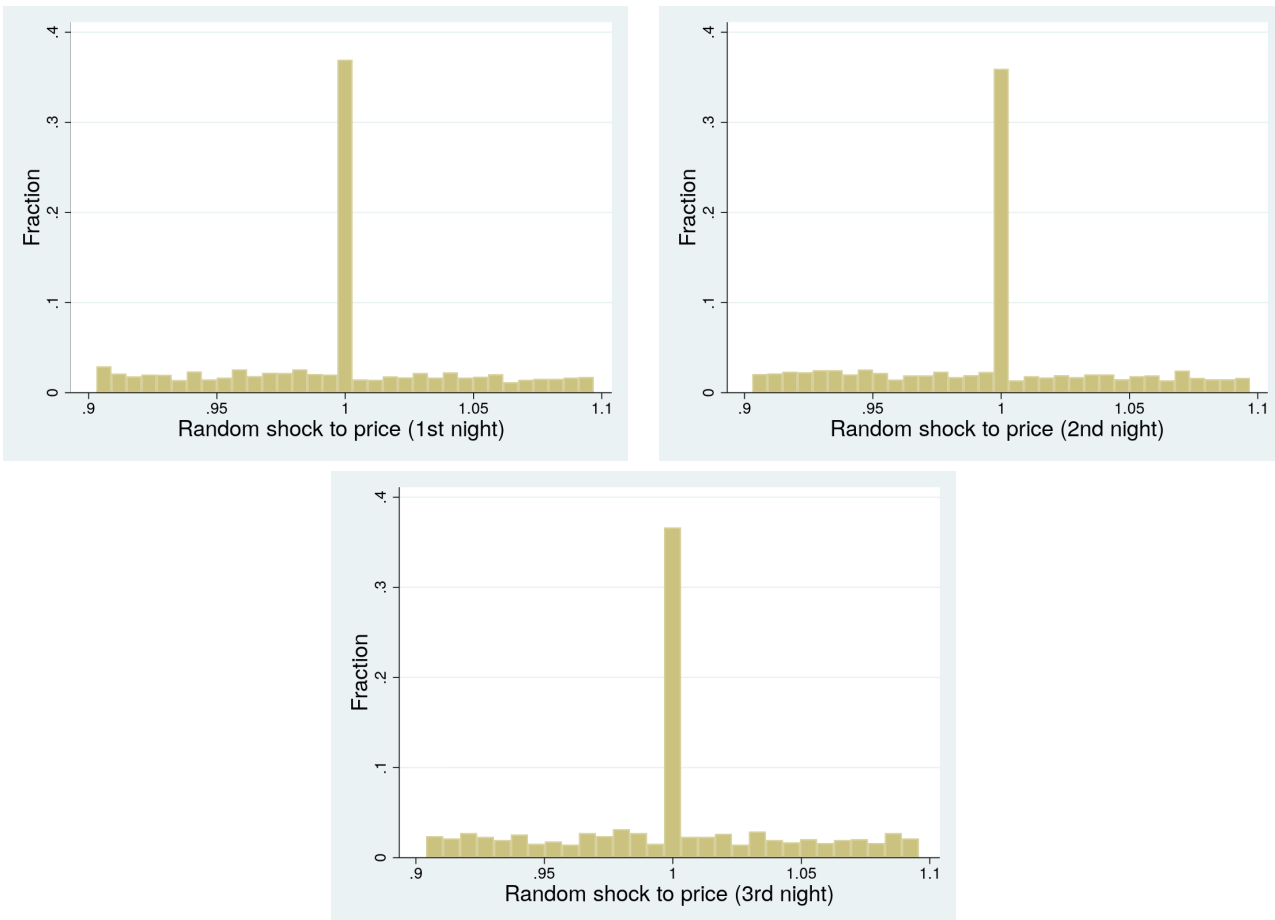 .4
.3
.2
.1
0
Fraction
.9 .95 1 1.05 1.1
Random shock to price (1st night)
.4
.3
.2
.1
0
Fraction
.9 .95 1 1.05 1.1
Random shock to price (2nd night)
.4
.3
.2
.1
0
Fraction
.9 .95 1 1.05 1.1
Random shock to price (3rd night)